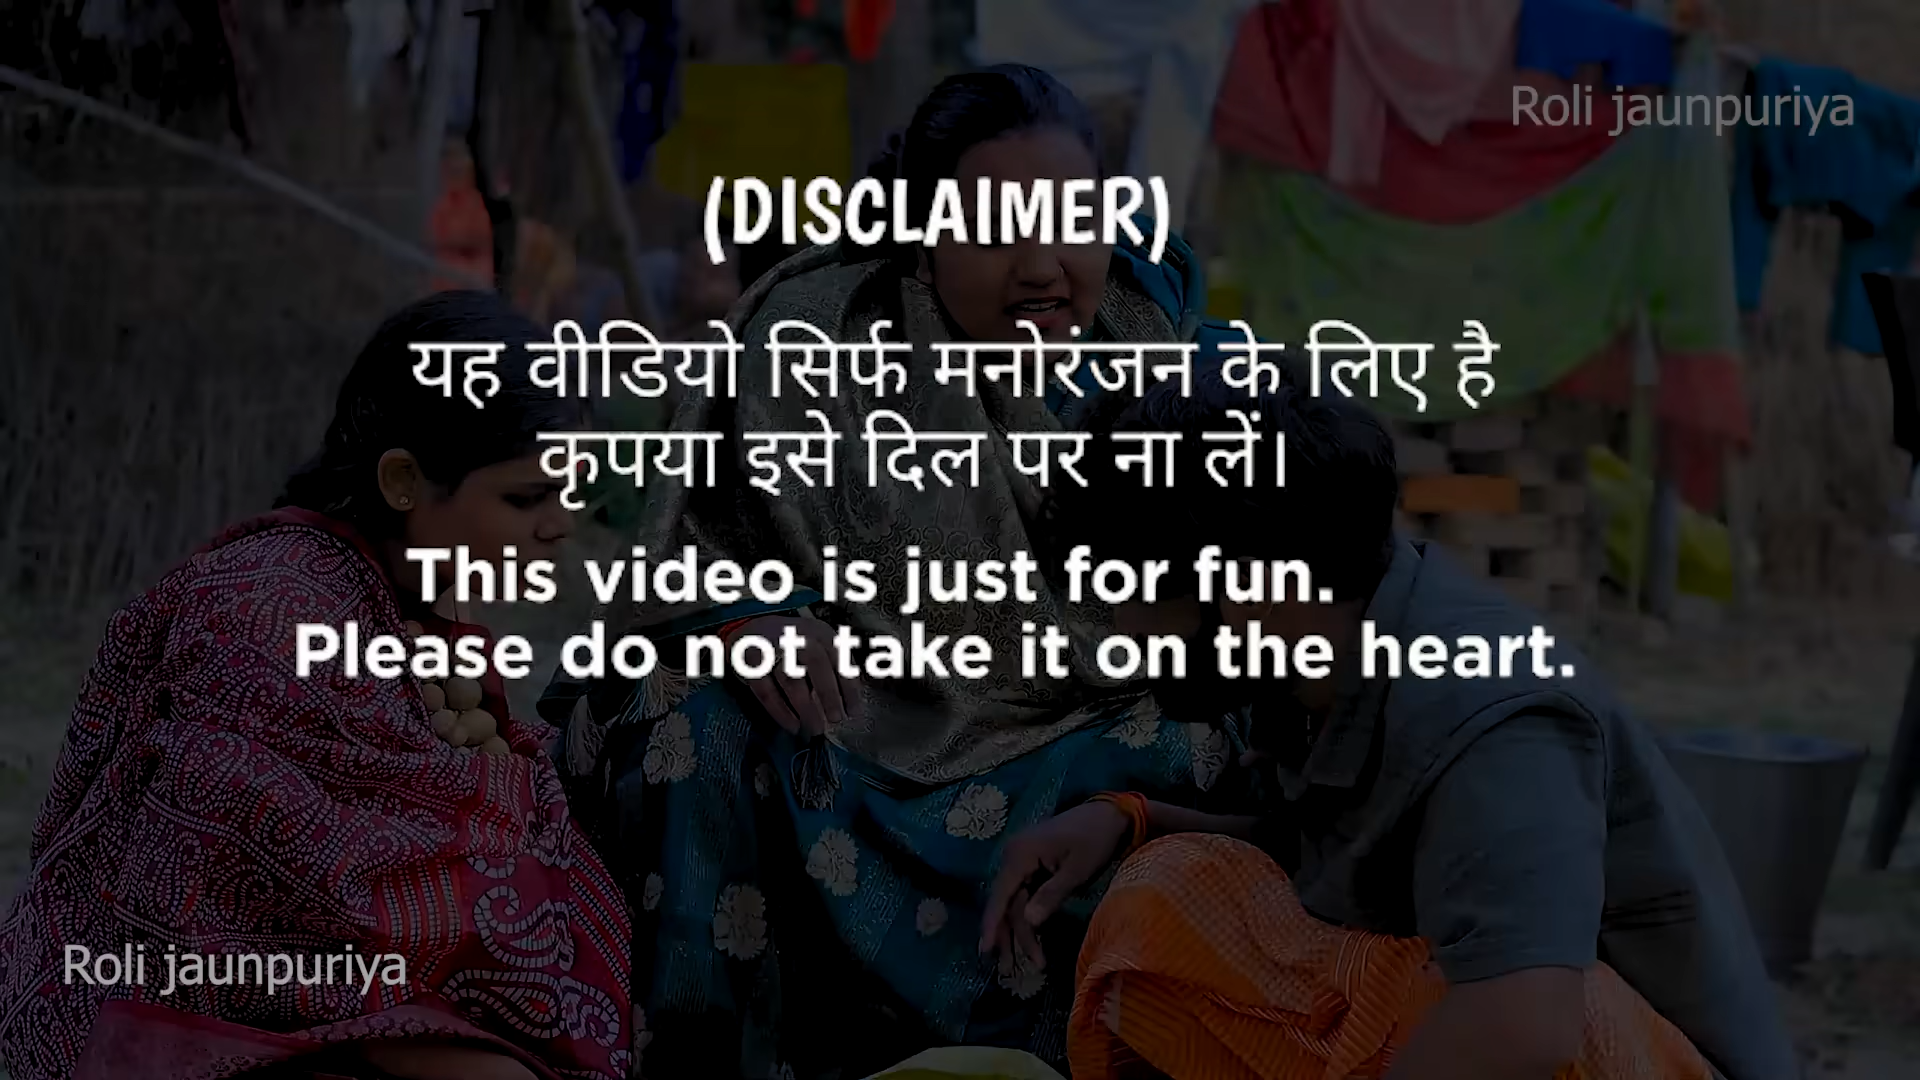 Roli jaunpuriya
(DISCLAIMER)
यह वीडियो सिर्फ मनोरंजन के लिए है
कृपया इसे दिल पर ना लें।
This video is just for fun.
Please do not take it on the heart.
Roli jaunpuriya